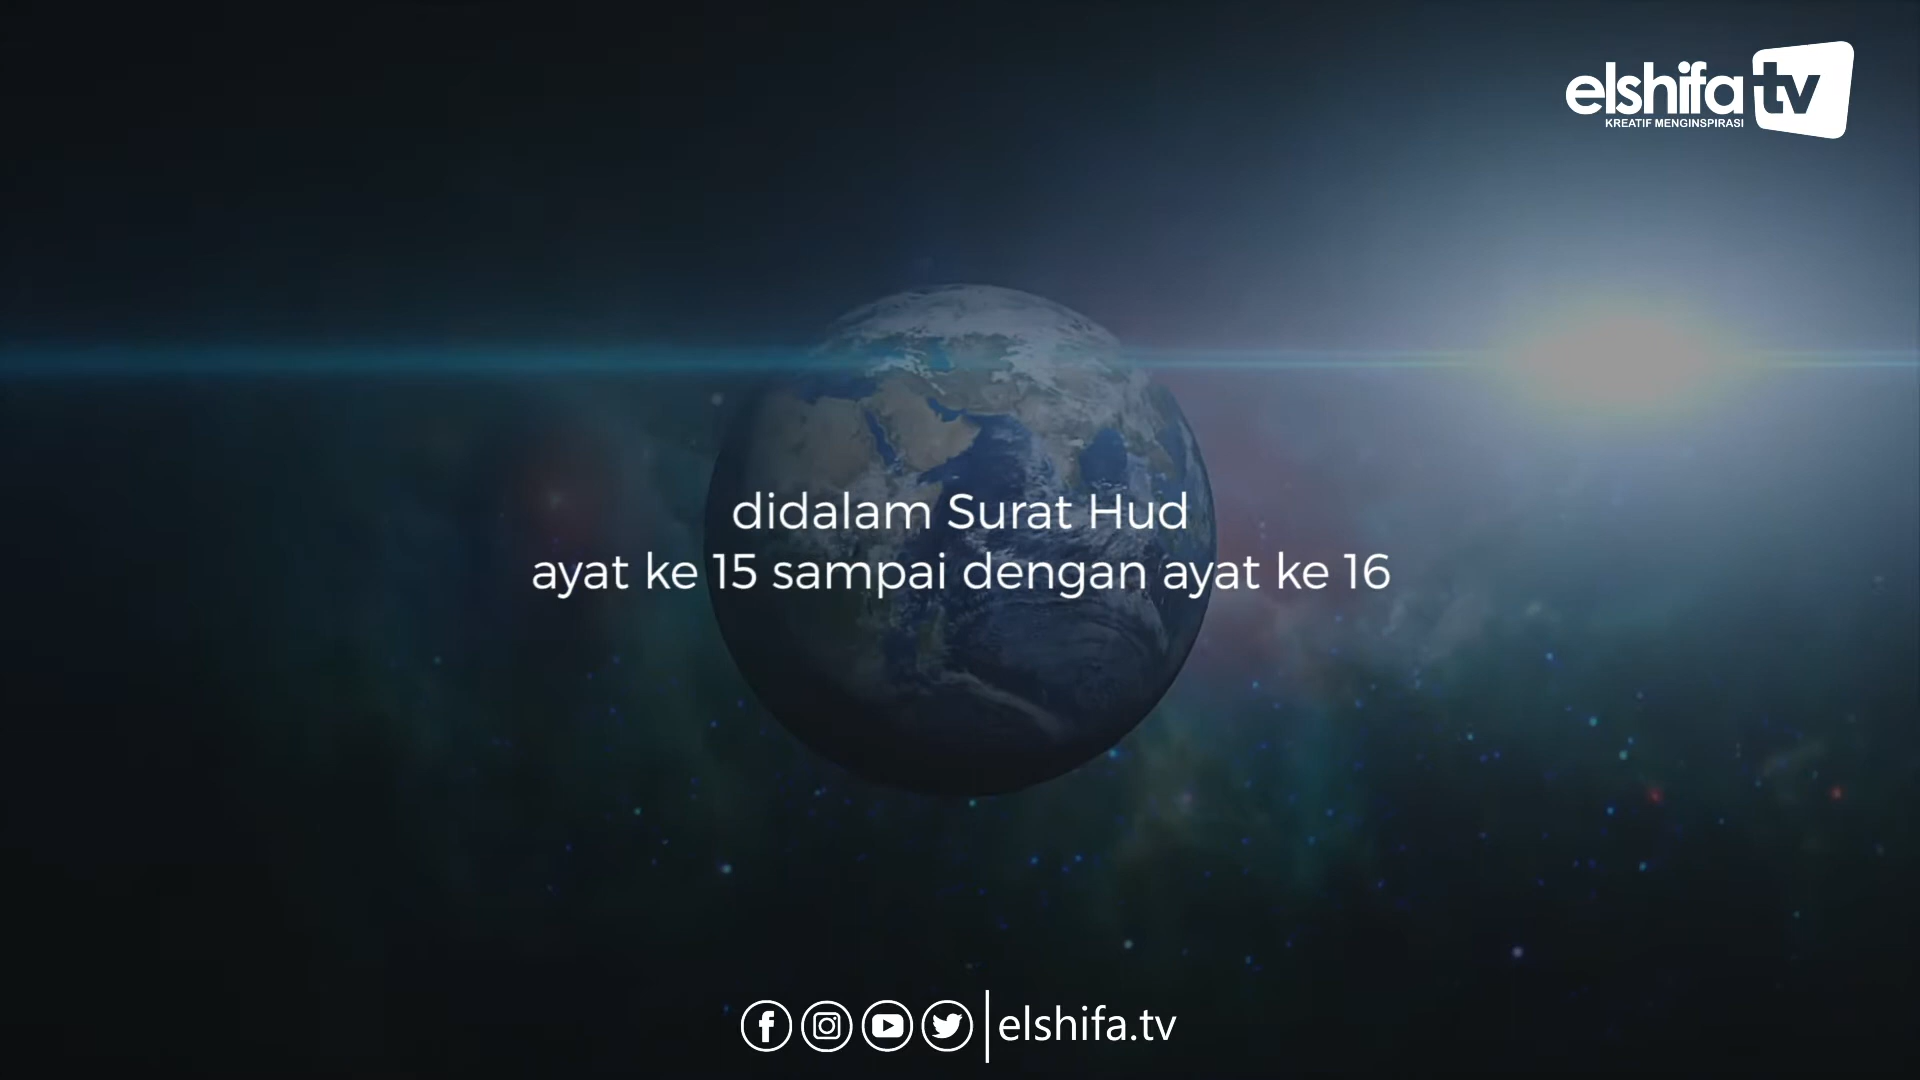 elshifa tv
KREATIF MENGINSPIRASI
didalam Surat Hud
ayat ke 15 sampai dengan ayat ke 16
elshifa.tv